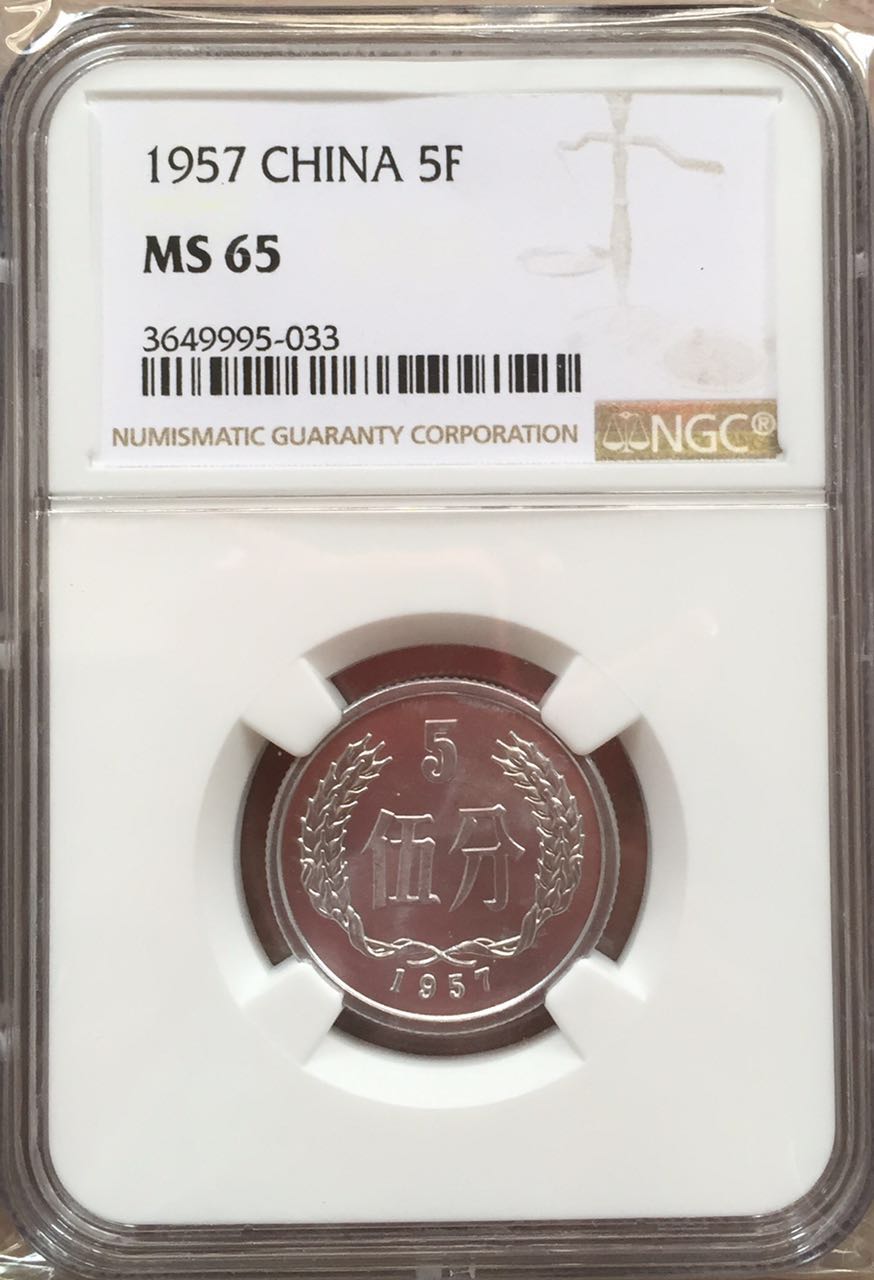 1957 CHINA 5F
MS 65
3649995-033
NUMISMATIC GUARANTY CORPORATION
NGC®
5
伍分
1957